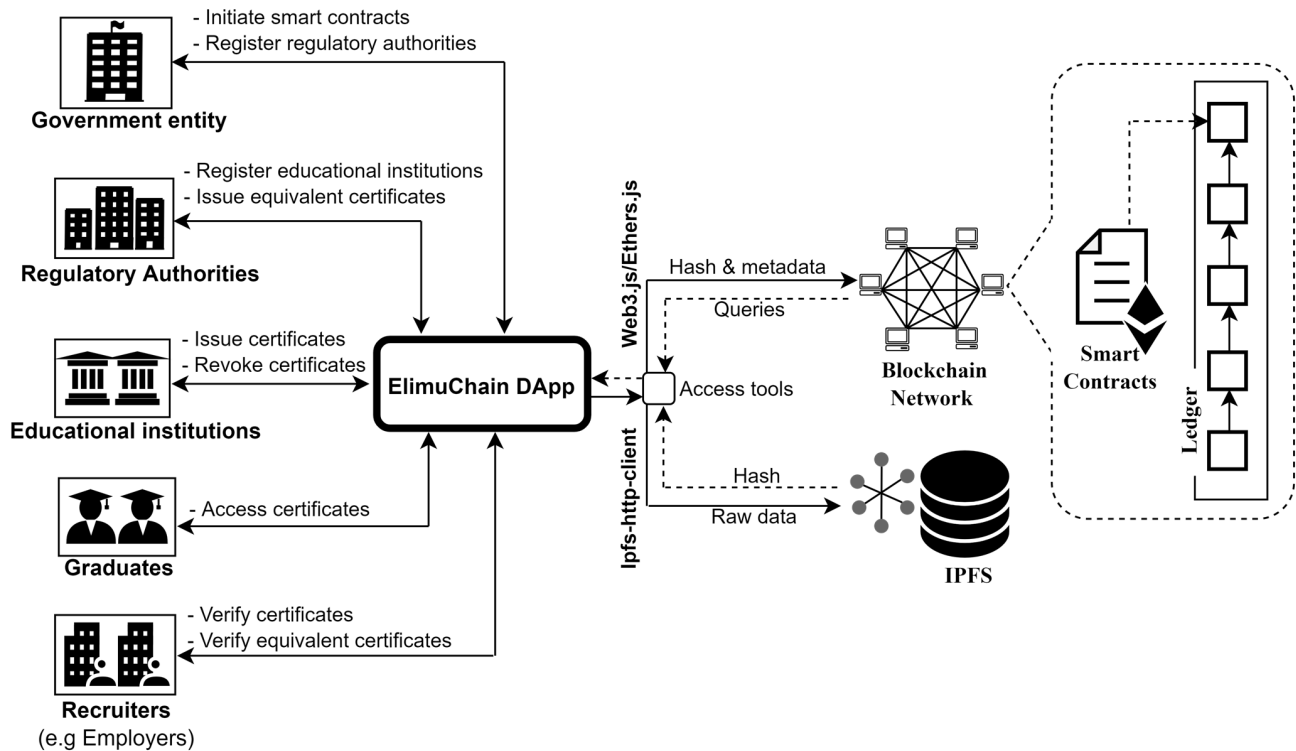 - Initiate smart contracts
- Register regulatory authorities
Government entity
- Register educational institutions
- Issue equivalent certificates
Regulatory Authorities
- Issue certificates
- Revoke certificates
Educational institutions
- Access certificates
Graduates
- Verify certificates
- Verify equivalent certificates
Recruiters
(e.g Employers)
ElimuChain DApp
Web3.js/Ethers.js
Hash & metadata
Queries
Access tools
Ipfs-http-client
Hash
Raw data
Blockchain
Network
IPFS
Smart
Contracts
Ledger